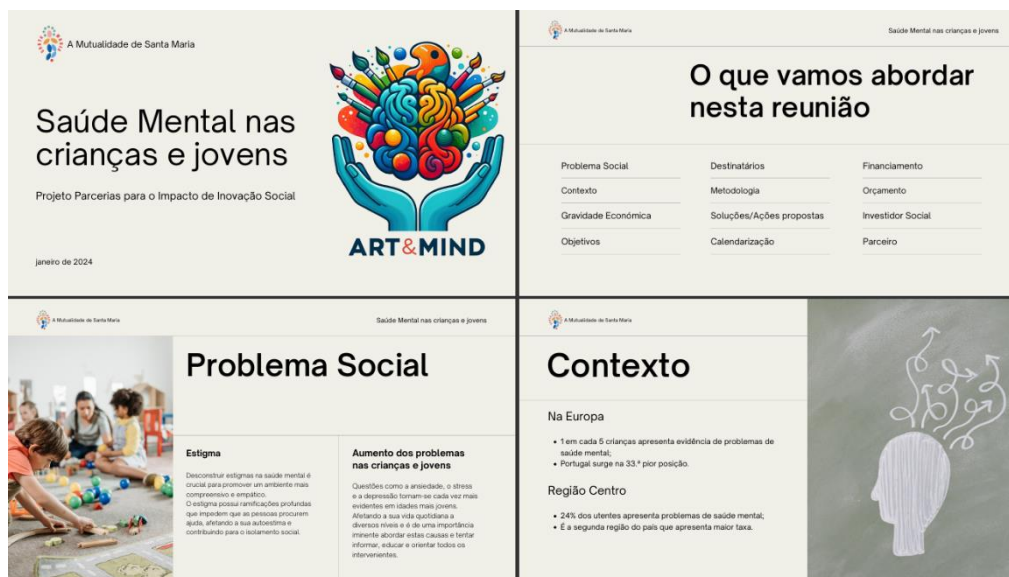 A Mutualidade de Santa Maria
Saúde Mental nas
crianças e jovens
Projeto Parcerias para o Impacto de Inovação Social
janeiro de 2024
ART&MIND
A Mutualidade de Santa Maria
Saúde Mental nas crianças e jovens
O que vamos abordar
nesta reunião
Problema Social
Contexto
Gravidade Económica
Objetivos
Destinatários
Metodologia
Soluções/Ações propostas
Calendarização
Financiamento
Orçamento
Investidor Social
Parceiro
A Mutualidade de Santa Maria
Saúde Mental nas crianças e jovens
Problema Social
Estigma
Desconstruir estigmas na saúde mental é
crucial para promover um ambiente mais
compreensivo e empático.
O estigma possui ramificações profundas
que impedem que as pessoas procurem
ajuda, afetando a sua autoestima e
contribuindo para o isolamento social.
Aumento dos problemas
nas crianças e jovens
Questões como a ansiedade, o stress
e a depressão tornam-se cada vez mais
evidentes em idades mais jovens.
Afetando a sua vida quotidiana a
diversos níveis e é de uma importância
iminente abordar estas causas e tentar
informar, educar e orientar todos os
intervenientes.
A Mutualidade de Santa Maria
Contexto
Na Europa
• 1 em cada 5 crianças apresenta evidência de problemas de
saúde mental;
• Portugal surge na 33.ª pior posição.
Região Centro
• 24% dos utentes apresenta problemas de saúde mental;
• É a segunda região do país que apresenta maior taxa.